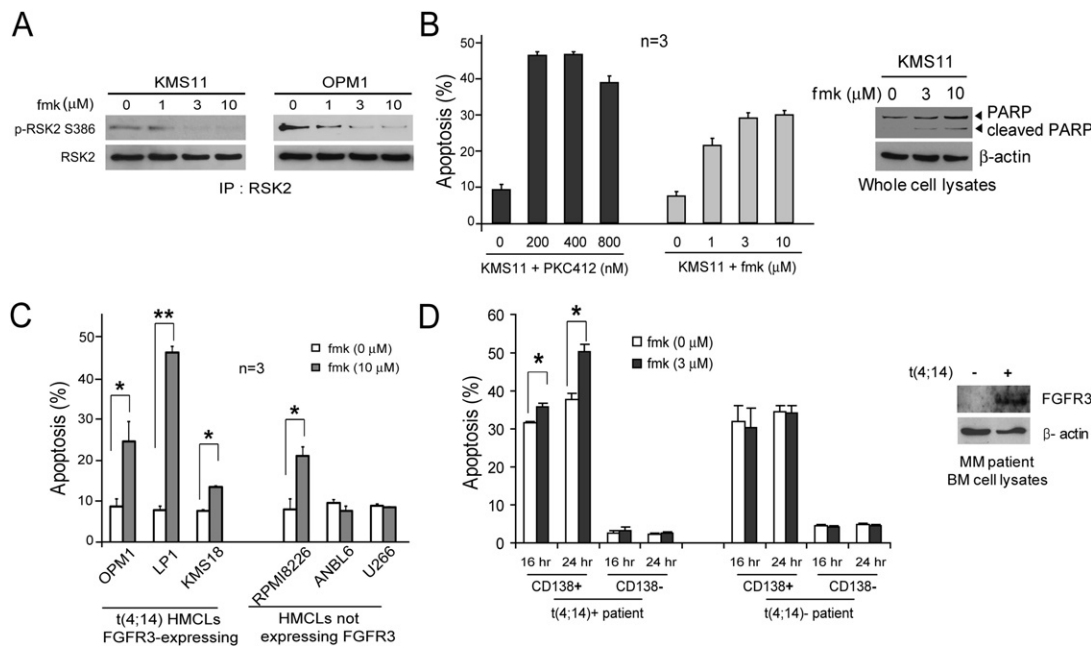 A
KMS11
OPM1
fmk (μM) 0 1 3 10 0 1 3 10
p-RSK2 S386
RSK2
IP : RSK2
B
n=3
Apoptosis (%)
50
40
30
20
10
0
0 200 400 800
KMS11 + PKC412 (nM)
0 1 3 10
KMS11 + fmk (μM)
KMS11
fmk (μM) 0 3 10
PARP
cleaved PARP
β-actin
Whole cell lysates
C
Apoptosis (%)
50
40
30
20
10
0
* ** * *
n=3
fmk (0 μM)
fmk (10 μM)
OPM1 LP1 KMS18 RPMI8226 ANBL6 U266
t(4;14) HMCLs
FGFR3-expressing
HMCLs not
expressing FGFR3
D
Apoptosis (%)
60
50
40
30
20
10
0
* *
fmk (0 μM)
fmk (3 μM)
16 hr 24 hr 16 hr 24 hr 16 hr 24 hr 16 hr 24 hr
CD138+ CD138- CD138+ CD138-
t(4;14)+ patient t(4;14)- patient
t(4;14) - +
FGFR3
β- actin
MM patient
BM cell lysates